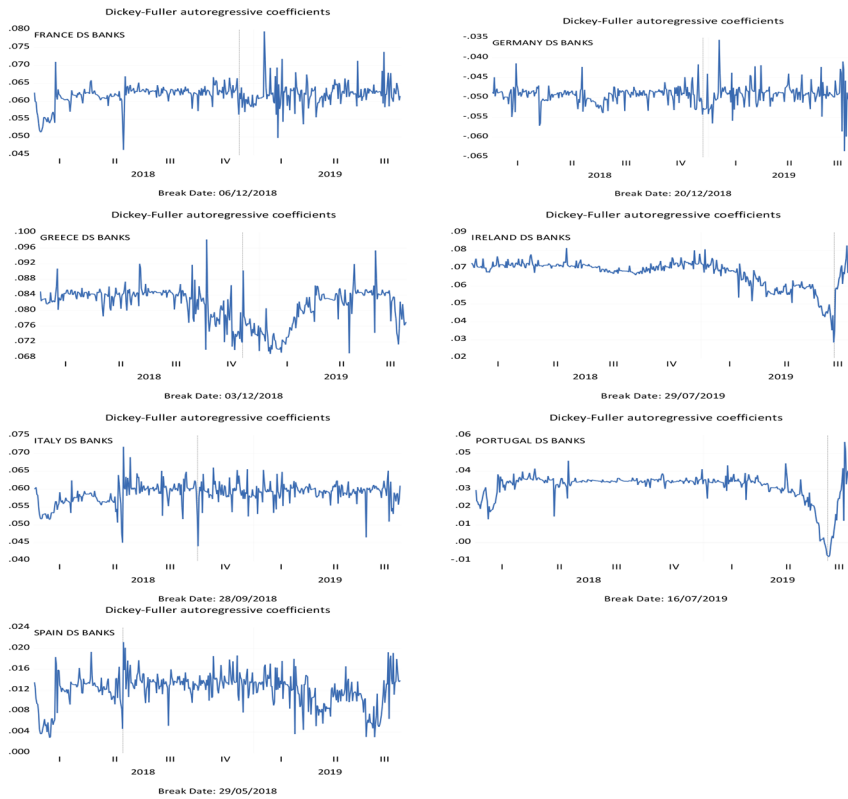 Dickey-Fuller autoregressive coefficients
FRANCE DS BANKS
.080
.075
.070
.065
.060
.055
.050
.045
I II III IV I II III
2018 2019
Break Date: 06/12/2018
Dickey-Fuller autoregressive coefficients
GERMANY DS BANKS
-.035
-.040
-.045
-.050
-.055
-.060
-.065
I II III IV I II III
2018 2019
Break Date: 20/12/2018
Dickey-Fuller autoregressive coefficients
GREECE DS BANKS
.100
.096
.092
.088
.084
.080
.076
.072
.068
I II III IV I II III
2018 2019
Break Date: 03/12/2018
Dickey-Fuller autoregressive coefficients
IRELAND DS BANKS
.09
.08
.07
.06
.05
.04
.03
.02
I II III IV I II III
2018 2019
Break Date: 29/07/2019
Dickey-Fuller autoregressive coefficients
ITALY DS BANKS
.075
.070
.065
.060
.055
.050
.045
.040
I II III IV I II III
2018 2019
Break Date: 28/09/2018
Dickey-Fuller autoregressive coefficients
PORTUGAL DS BANKS
.06
.05
.04
.03
.02
.01
.00
-.01
I II III IV I II III
2018 2019
Break Date: 16/07/2019
Dickey-Fuller autoregressive coefficients
SPAIN DS BANKS
.024
.020
.016
.012
.008
.004
.000
I II III IV I II III
2018 2019
Break Date: 29/05/2018